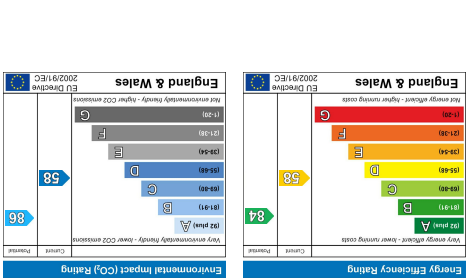 Energy Efficiency Rating
Current Potential
Very energy efficient - lower running costs
(92 plus) A
(81-91) B
(69-80) C
(55-68) D
(39-54) E
(21-38) F
(1-20) G
58
84
Not energy efficient - higher running costs
England & Wales
EU Directive
2002/91/EC
Environmental Impact (CO₂) Rating
Current Potential
Very environmentally friendly - lower CO2 emissions
(92 plus) A
(81-91) B
(69-80) C
(55-68) D
(39-54) E
(21-38) F
(1-20) G
58
86
Not environmentally friendly - higher CO2 emissions
England & Wales
EU Directive
2002/91/EC